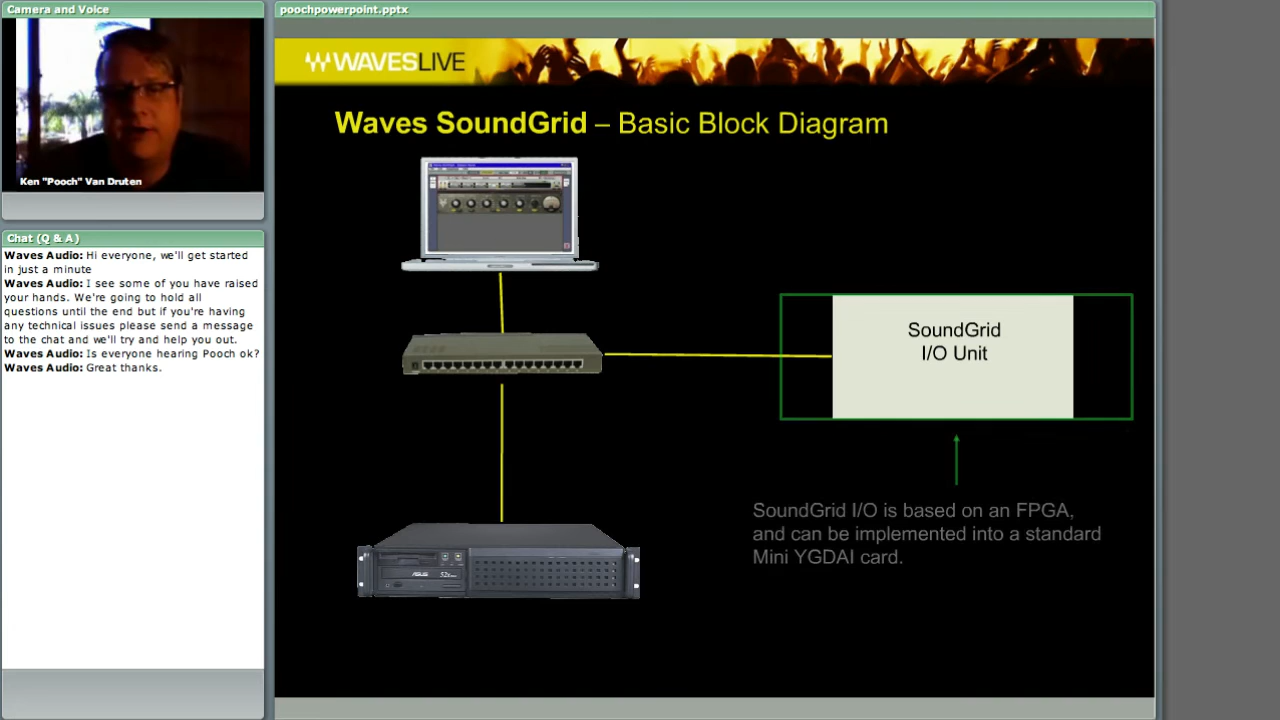 Camera and Voice
Ken "Pooch" Van Druten
Chat (Q & A)
Waves Audio: Hi everyone, we'll get started
in just a minute
Waves Audio: I see some of you have raised
your hands. We're going to hold all
questions until the end but if you're having
any technical issues please send a message
to the chat and we'll try and help you out.
Waves Audio: Is everyone hearing Pooch ok?
Waves Audio: Great thanks.
poochpowerpoint.pptx
WAVESLIVE
Waves SoundGrid – Basic Block Diagram
SoundGrid
I/O Unit
SoundGrid I/O is based on an FPGA,
and can be implemented into a standard
Mini YGDAI card.
ASUS